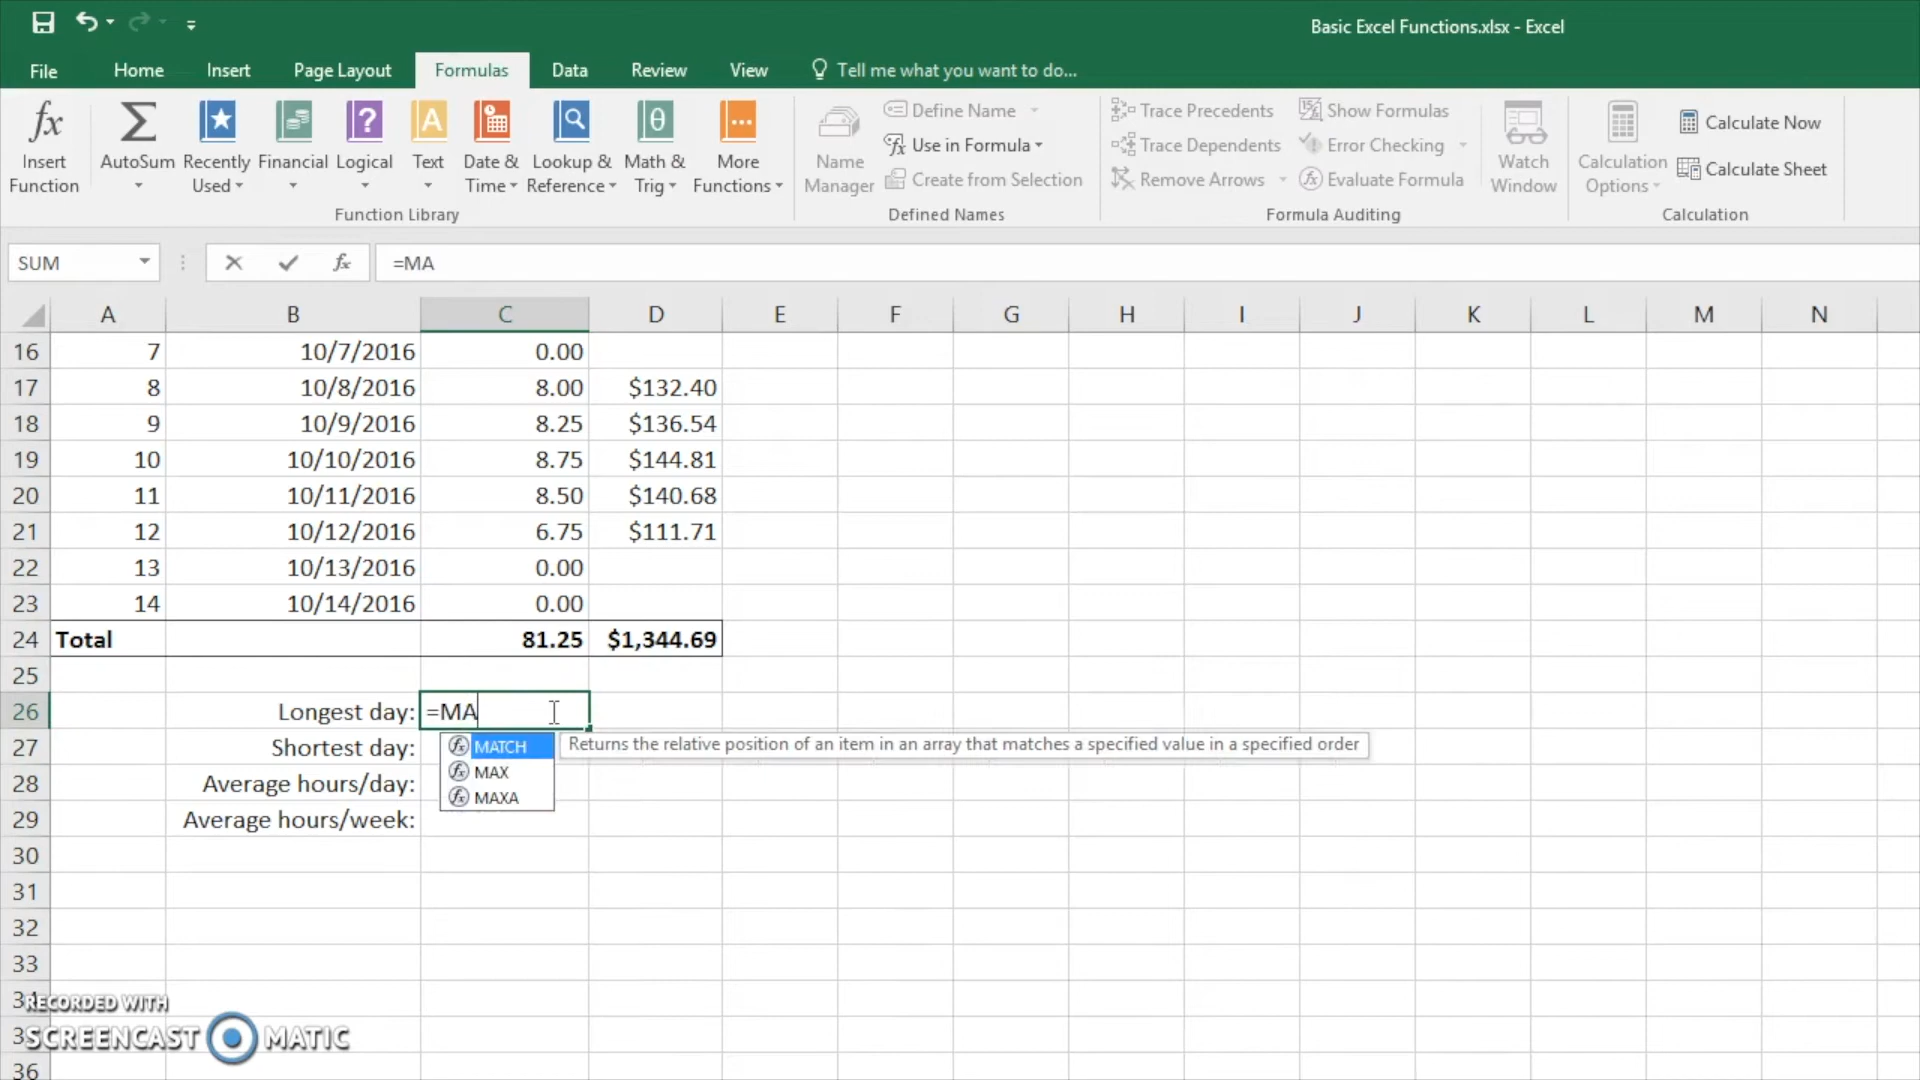 Basic Excel Functions.xlsx - Excel
File Home Insert Page Layout Formulas Data Review View Tell me what you want to do...
fx Insert Function
Σ AutoSum
Recently Used
Financial
? Logical
A Text
Date & Time
Lookup & Reference
θ Math & Trig
... More Functions
Function Library
Name Manager
Define Name
Use in Formula
Create from Selection
Defined Names
Trace Precedents
Trace Dependents
Remove Arrows
Show Formulas
Error Checking
Evaluate Formula
Formula Auditing
Watch Window
Calculation Options
Calculate Now
Calculate Sheet
Calculation
SUM fx =MA
A B C D E F G H I J K L M N
16 7 10/7/2016 0.00
17 8 10/8/2016 8.00 $132.40
18 9 10/9/2016 8.25 $136.54
19 10 10/10/2016 8.75 $144.81
20 11 10/11/2016 8.50 $140.68
21 12 10/12/2016 6.75 $111.71
22 13 10/13/2016 0.00
23 14 10/14/2016 0.00
24 Total 81.25 $1,344.69
25
26 Longest day: =MA
27 Shortest day: fx MATCH Returns the relative position of an item in an array that matches a specified value in a specified order
fx MAX
28 Average hours/day: fx MAXA
29 Average hours/week:
30
31
32
33
RECORDED WITH
SCREENCAST MATIC
36